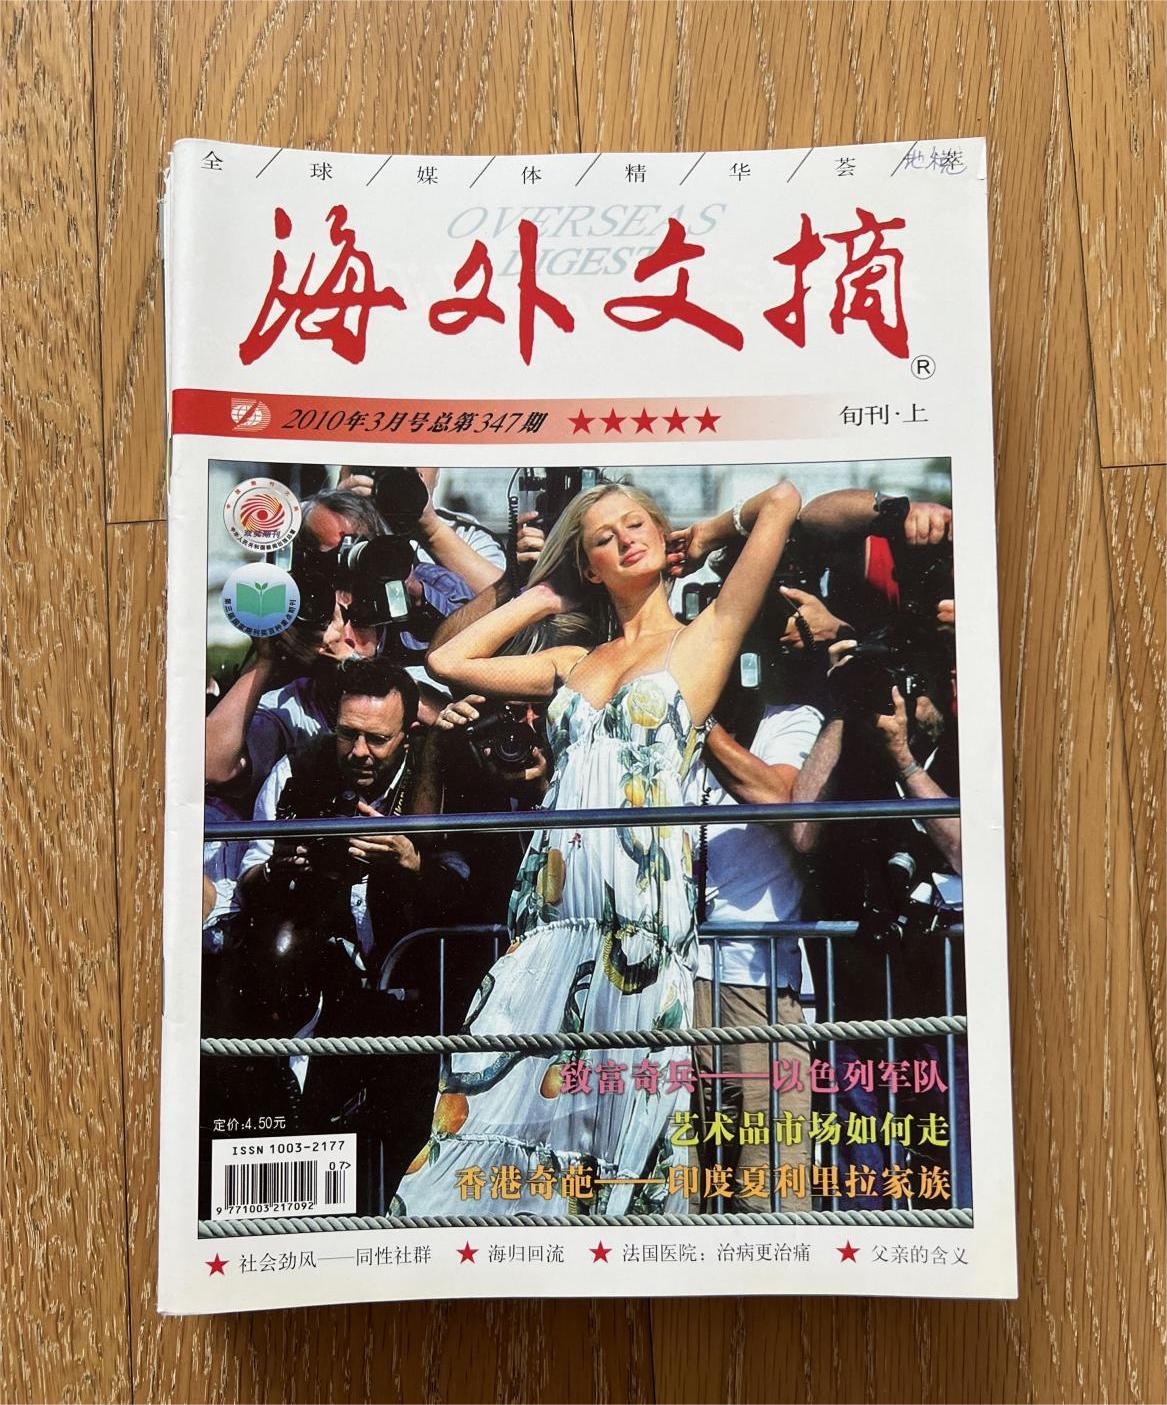 全/球/媒/体/精/华/荟/萃
OVERSEAS
DIGEST
海外文摘
®
2010年3月号总第347期 ★★★★★
旬刊·上
致富奇兵——以色列军队
艺术品市场如何走
香港奇葩——印度夏利里拉家族
定价:4.50元
ISSN 1003-2177
07>
9 771003 217092
★ 社会劲风——同性社群 ★ 海归回流 ★ 法国医院：治病更治痛 ★ 父亲的含义